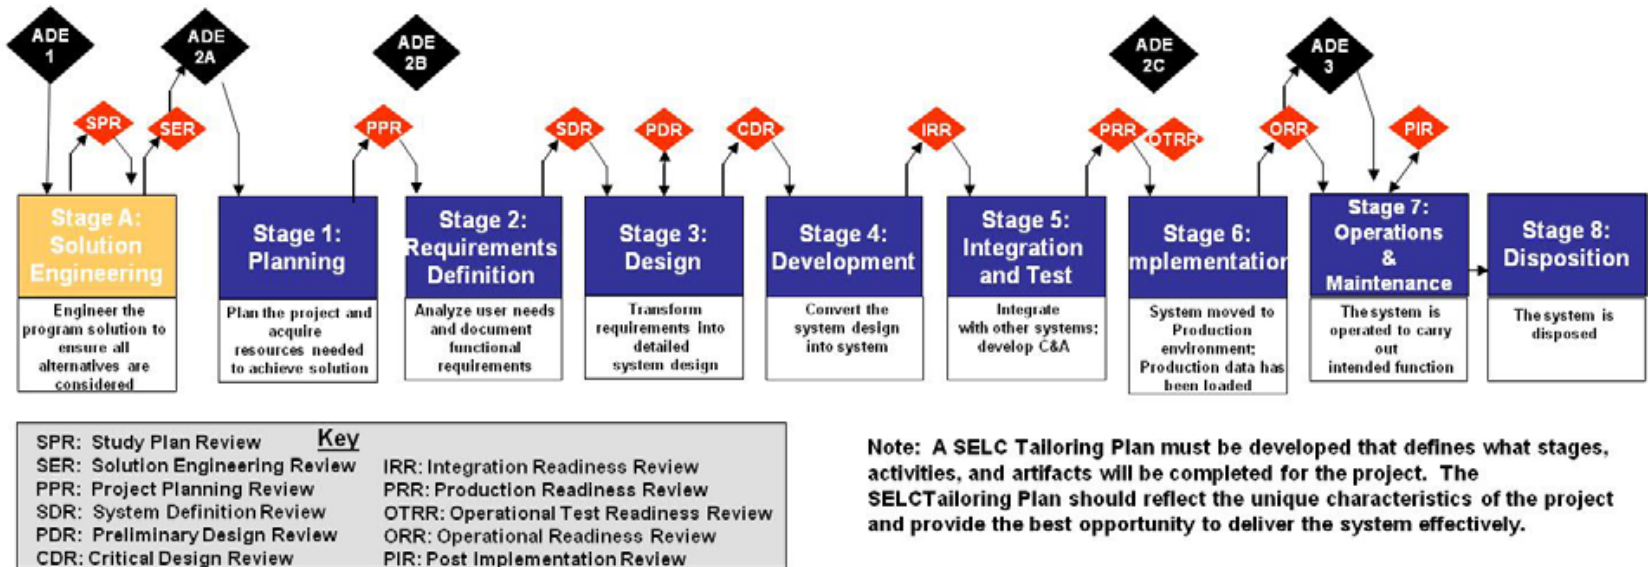 ADE
1
ADE
2A
ADE
2B
ADE
2C
ADE
3
SPR
SER
PPR
SDR
PDR
CDR
IRR
PRR
OTRR
ORR
PIR
Stage A:
Solution
Engineering
Engineer the
program solution to
ensure all
alternatives are
considered
Stage 1:
Planning
Plan the project and
acquire
resources needed
to achieve solution
Stage 2:
Requirements
Definition
Analyze user needs
and document
functional
requirements
Stage 3:
Design
Transform
requirements into
detailed
system design
Stage 4:
Development
Convert the
system design
into system
Stage 5:
Integration
and Test
Integrate
with other systems;
develop C&A
Stage 6:
mplementation
System moved to
Production
environment;
Production data has
been loaded
Stage 7:
Operations
&
Maintenance
The system is
operated to carry
out
intended function
Stage 8:
Disposition
The system is
disposed
Key
SPR: Study Plan Review
SER: Solution Engineering Review
PPR: Project Planning Review
SDR: System Definition Review
PDR: Preliminary Design Review
CDR: Critical Design Review
IRR: Integration Readiness Review
PRR: Production Readiness Review
OTRR: Operational Test Readiness Review
ORR: Operational Readiness Review
PIR: Post Implementation Review
Note: A SELC Tailoring Plan must be developed that defines what stages,
activities, and artifacts will be completed for the project. The
SELCTailoring Plan should reflect the unique characteristics of the project
and provide the best opportunity to deliver the system effectively.